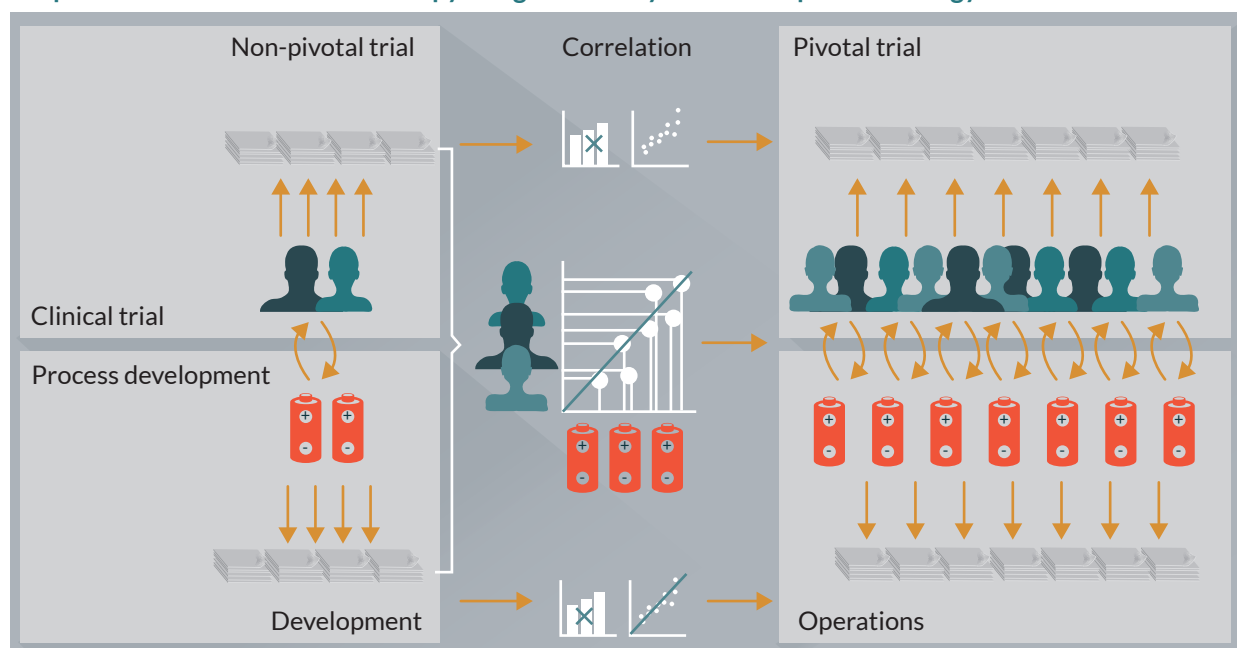 Non-pivotal trial
Correlation
Pivotal trial
Clinical trial
Process development
+ +
- -
+ + +
- - -
+ + + + + + +
- - - - - - -
Development
Operations